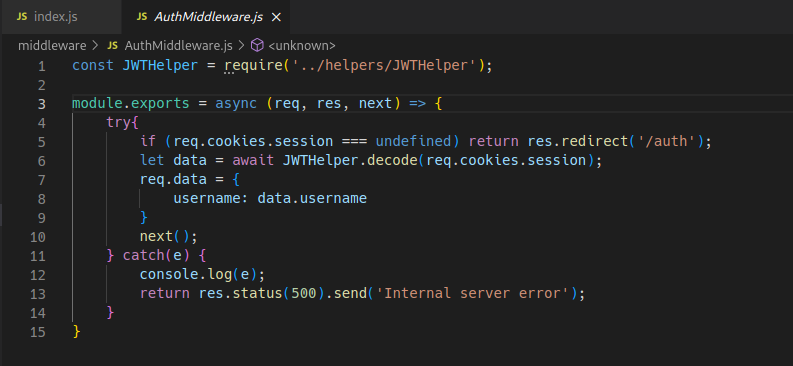 JS index.js JS AuthMiddleware.js ×
middleware > JS AuthMiddleware.js > <unknown>
1 const JWTHelper = require('../helpers/JWTHelper');
2
3 module.exports = async (req, res, next) => {
4     try{
5         if (req.cookies.session === undefined) return res.redirect('/auth');
6         let data = await JWTHelper.decode(req.cookies.session);
7         req.data = {
8             username: data.username
9         }
10         next();
11     } catch(e) {
12         console.log(e);
13         return res.status(500).send('Internal server error');
14     }
15 }